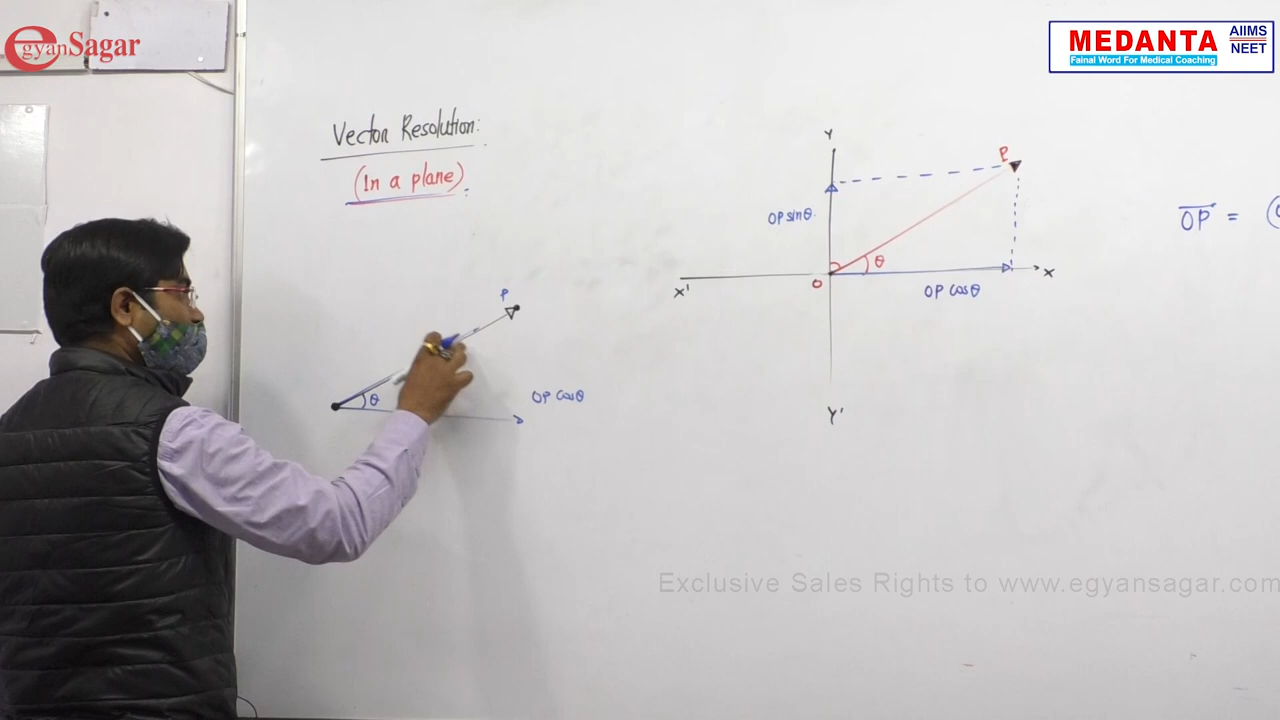 egyanSagar
MEDANTA
AIIMS
NEET
Fainal Word For Medical Coaching
Vector Resolution:
(In a plane)
Y
P
OP sinθ
OP =
θ
X'
O
X
OP cosθ
P
θ
OP cosθ
Y'
Exclusive Sales Rights to www.egyansagar.com